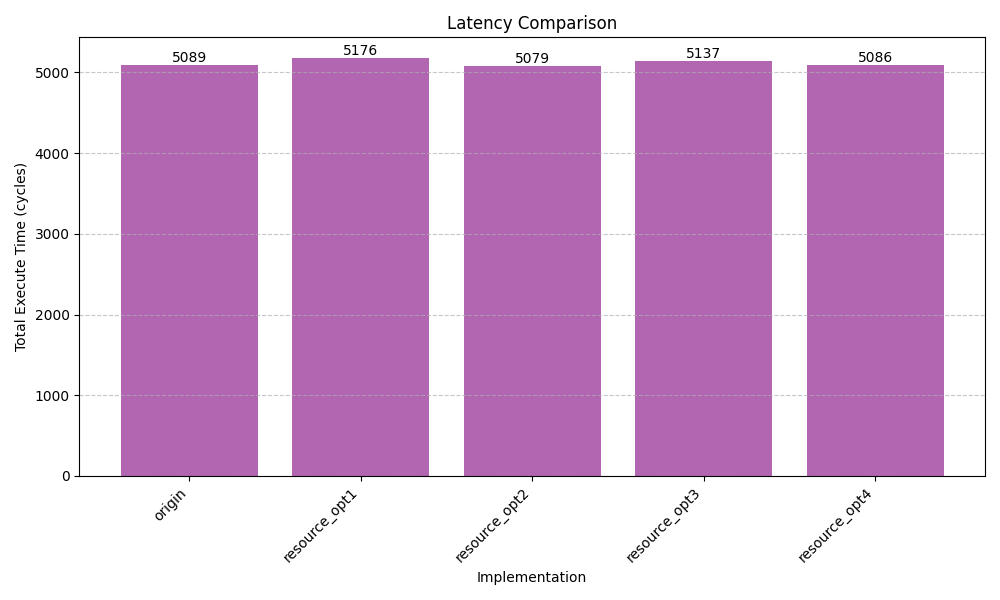 Latency Comparison
5089
5176
5079
5137
5086
Total Execute Time (cycles)
5000
4000
3000
2000
1000
0
origin
resource_opt1
resource_opt2
resource_opt3
resource_opt4
Implementation